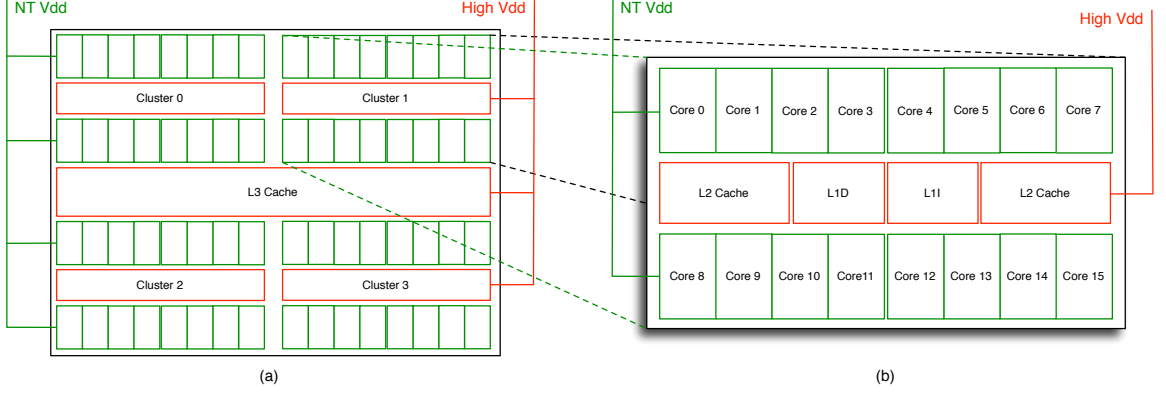 NT Vdd
High Vdd
Cluster 0
Cluster 1
L3 Cache
Cluster 2
Cluster 3
(a)
NT Vdd
High Vdd
Core 0
Core 1
Core 2
Core 3
Core 4
Core 5
Core 6
Core 7
L2 Cache
L1D
L1I
L2 Cache
Core 8
Core 9
Core 10
Core11
Core 12
Core 13
Core 14
Core 15
(b)